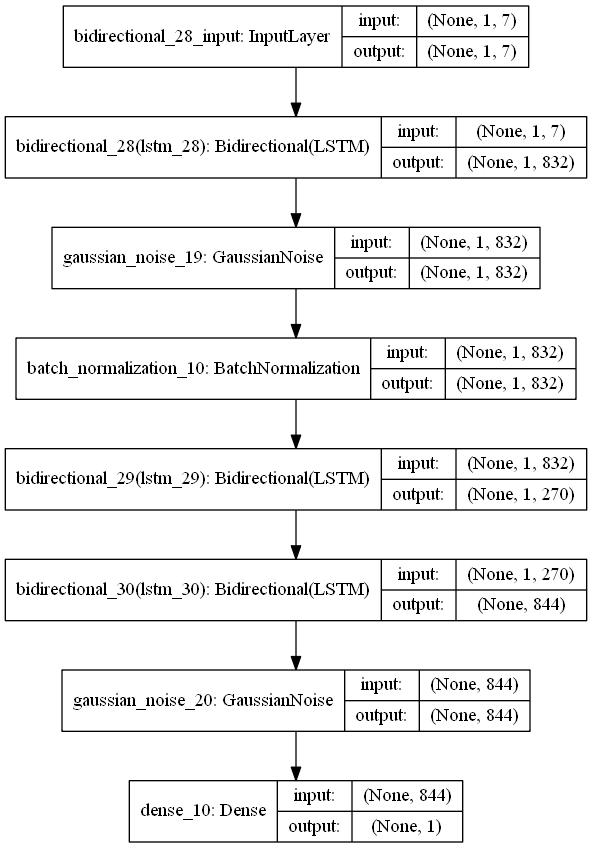 bidirectional_28_input: InputLayer
input: (None, 1, 7)
output: (None, 1, 7)
bidirectional_28(lstm_28): Bidirectional(LSTM)
input: (None, 1, 7)
output: (None, 1, 832)
gaussian_noise_19: GaussianNoise
input: (None, 1, 832)
output: (None, 1, 832)
batch_normalization_10: BatchNormalization
input: (None, 1, 832)
output: (None, 1, 832)
bidirectional_29(lstm_29): Bidirectional(LSTM)
input: (None, 1, 832)
output: (None, 1, 270)
bidirectional_30(lstm_30): Bidirectional(LSTM)
input: (None, 1, 270)
output: (None, 844)
gaussian_noise_20: GaussianNoise
input: (None, 844)
output: (None, 844)
dense_10: Dense
input: (None, 844)
output: (None, 1)